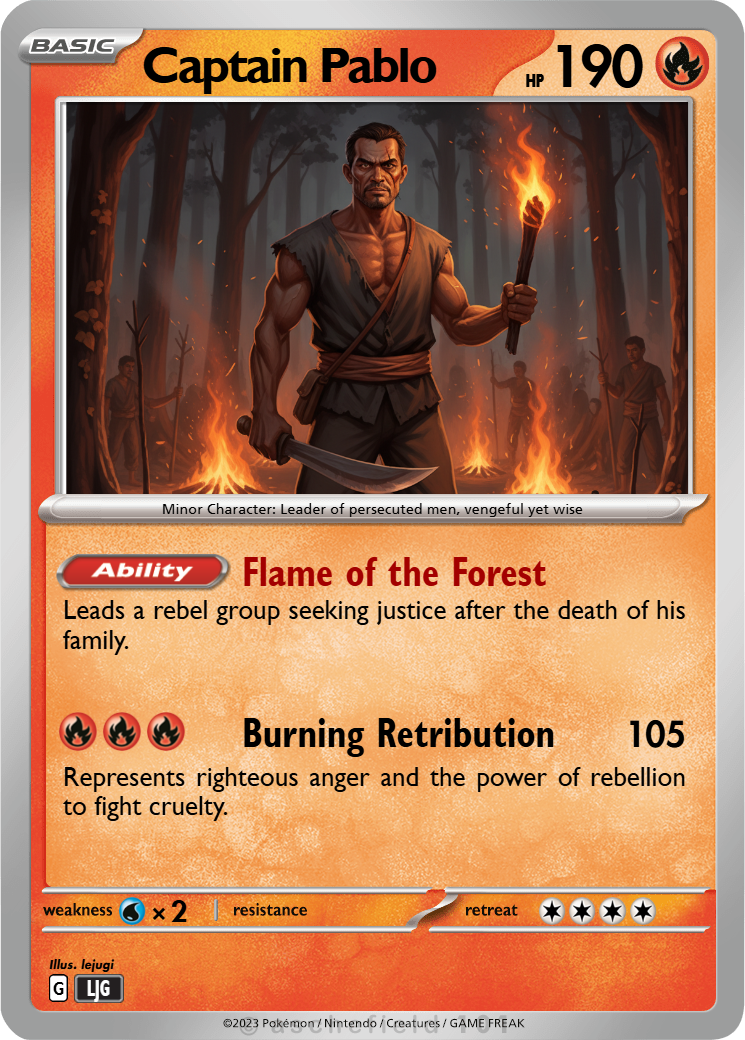 BASIC
Captain Pablo
HP 190
Minor Character: Leader of persecuted men, vengeful yet wise
Ability Flame of the Forest
Leads a rebel group seeking justice after the death of his
family.
Burning Retribution 105
Represents righteous anger and the power of rebellion
to fight cruelty.
weakness × 2 | resistance retreat
Illus. lejugi
G LJG
©2023 Pokémon / Nintendo / Creatures / GAME FREAK